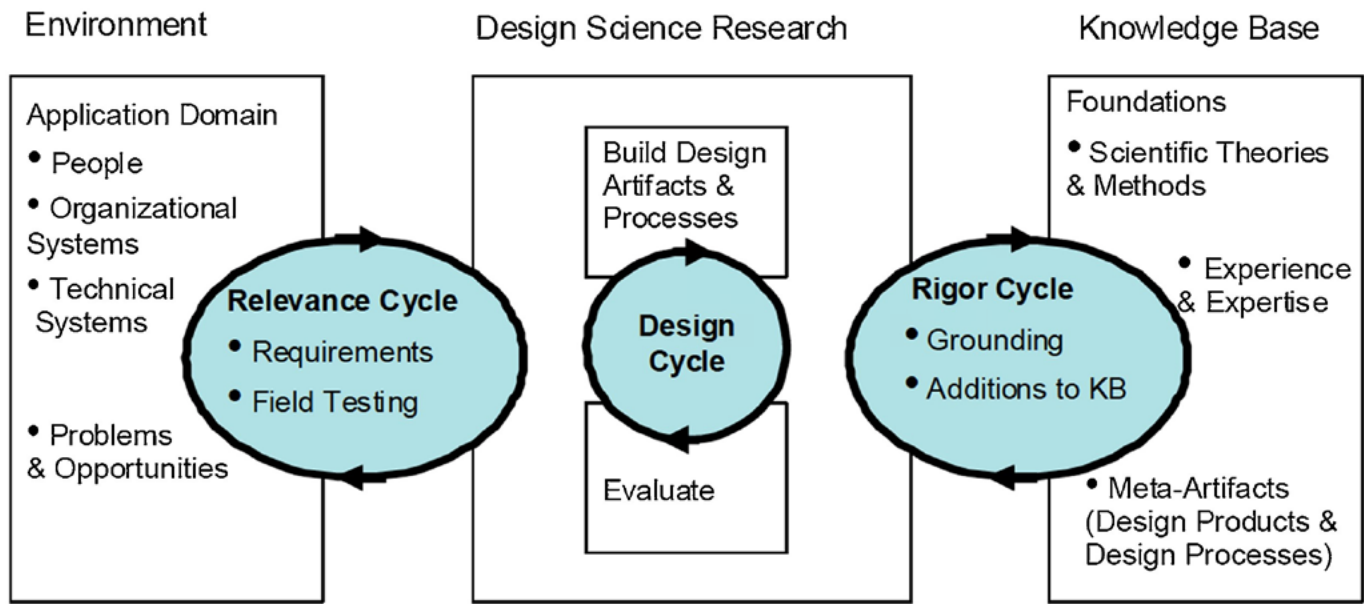 Environment
Design Science Research
Knowledge Base
Application Domain
• People
• Organizational
Systems
• Technical
Systems
• Problems
& Opportunities
Relevance Cycle
• Requirements
• Field Testing
Build Design
Artifacts &
Processes
Design
Cycle
Evaluate
Rigor Cycle
• Grounding
• Additions to KB
Foundations
• Scientific Theories
& Methods
• Experience
& Expertise
• Meta-Artifacts
(Design Products &
Design Processes)